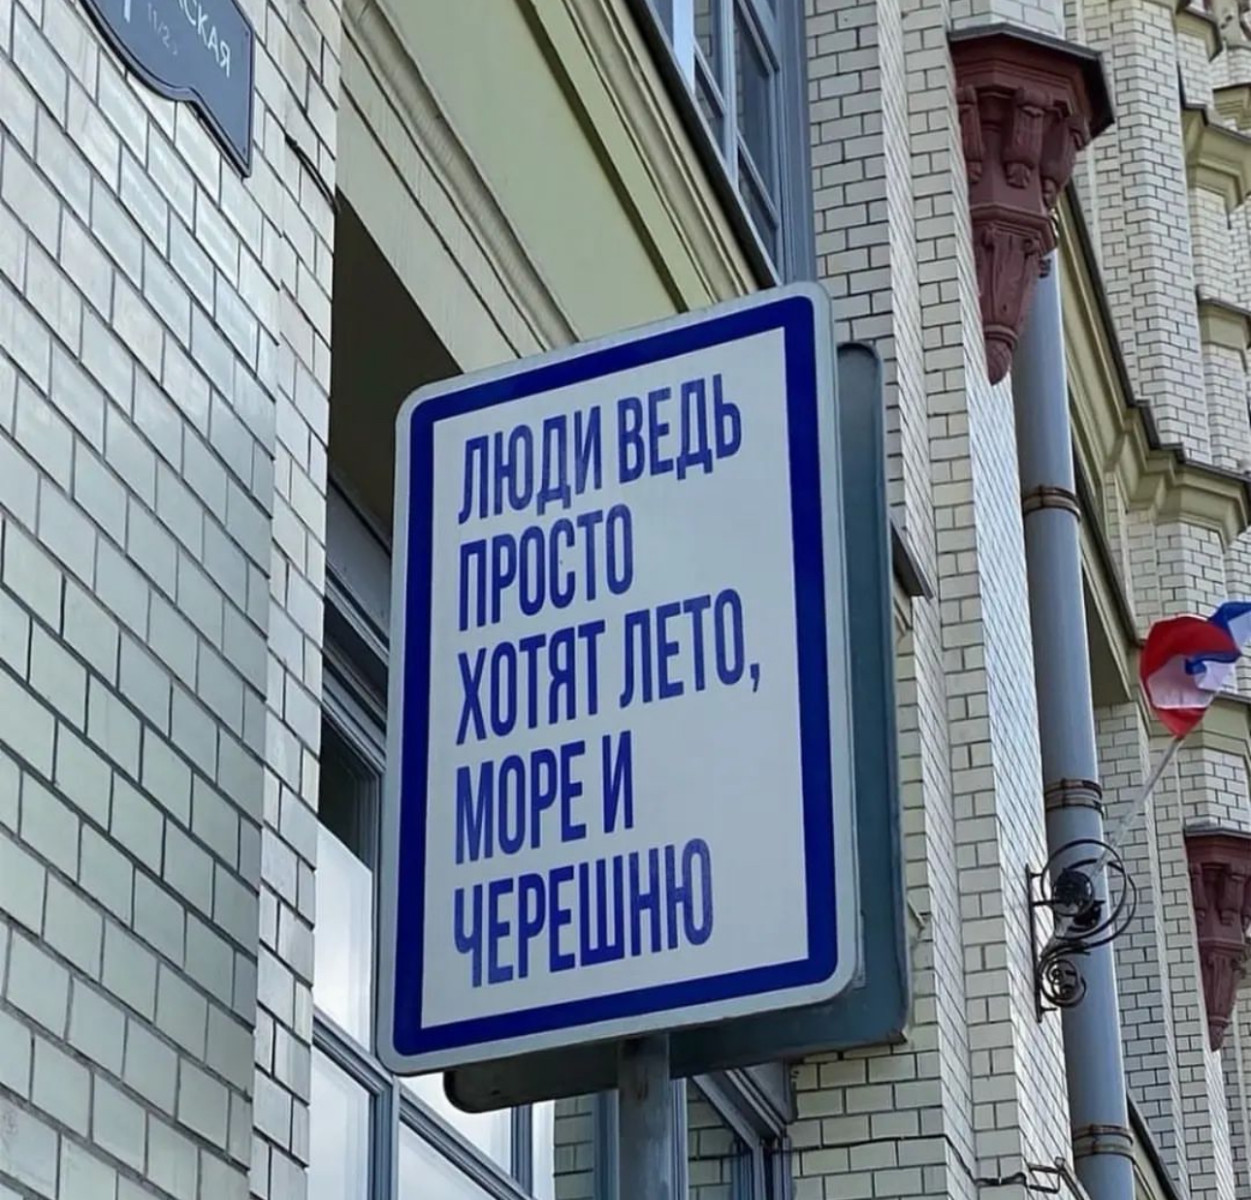 ЛЮДИ ВЕДЬ
ПРОСТО
ХОТЯТ ЛЕТО,
МОРЕ И
ЧЕРЕШНЮ